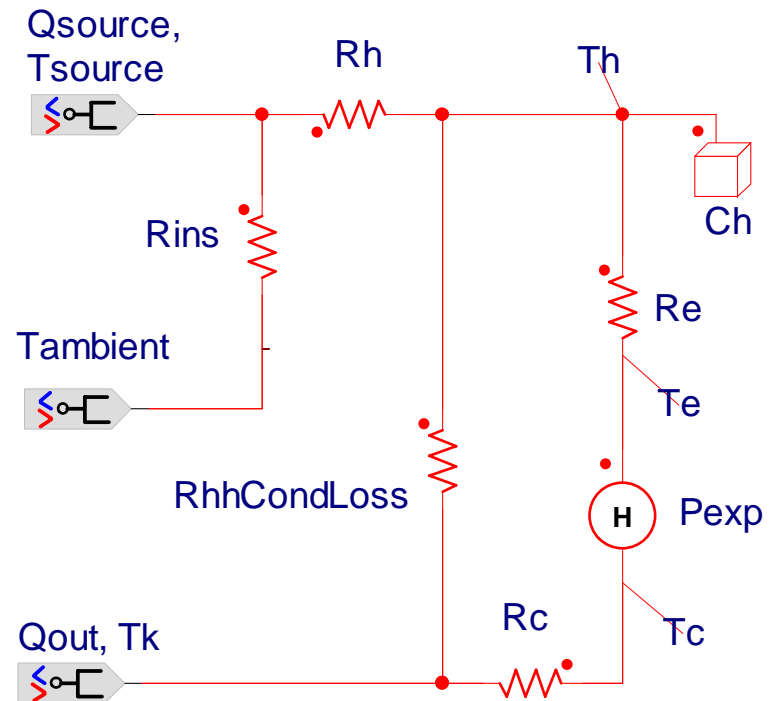 Qsource,
Tsource
Rh
Th
Ch
Rins
Re
Tambient
Te
RhhCondLoss
H
Pexp
Rc
Tc
Qout, Tk